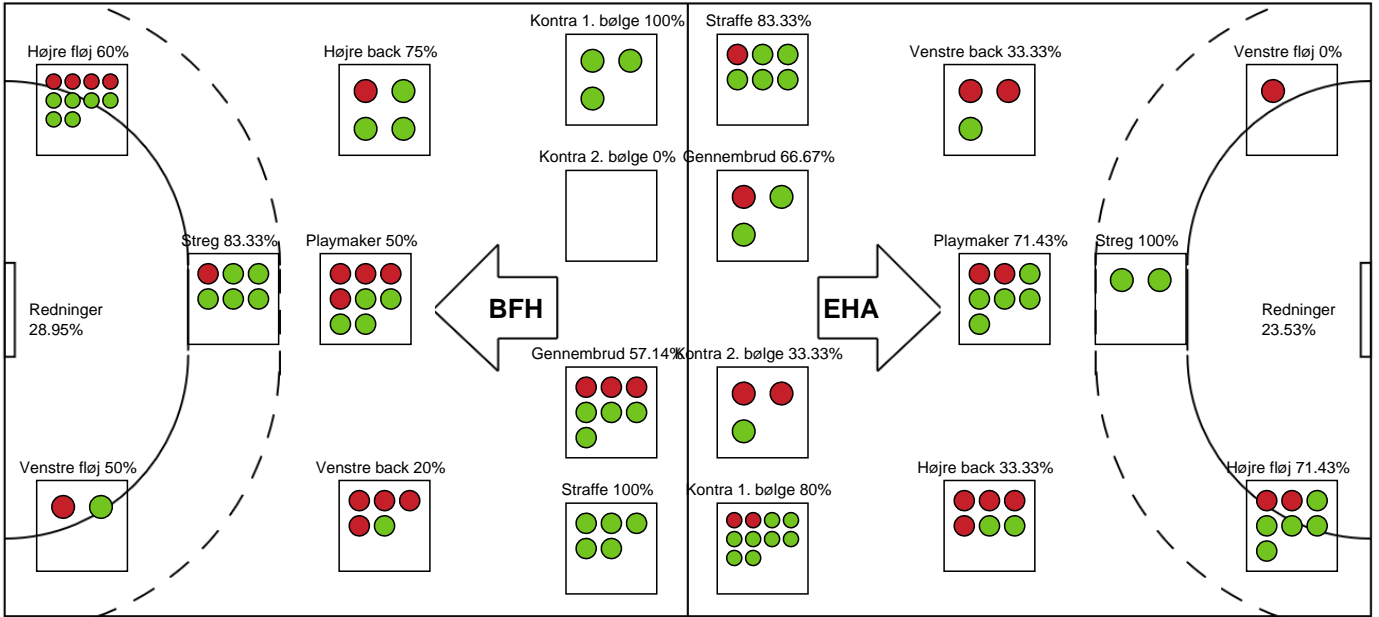 Kontra 1. bølge 100%
Straffe 83.33%
Højre fløj 60%
Højre back 75%
Venstre back 33.33%
Venstre fløj 0%
Kontra 2. bølge 0%
Gennembrud 66.67%
Streg 83.33%
Playmaker 50%
Playmaker 71.43%
Streg 100%
Redninger
28.95%
BFH
EHA
Redninger
23.53%
Gennembrud 57.14%
Kontra 2. bølge 33.33%
Venstre fløj 50%
Venstre back 20%
Højre back 33.33%
Højre fløj 71.43%
Straffe 100%
Kontra 1. bølge 80%